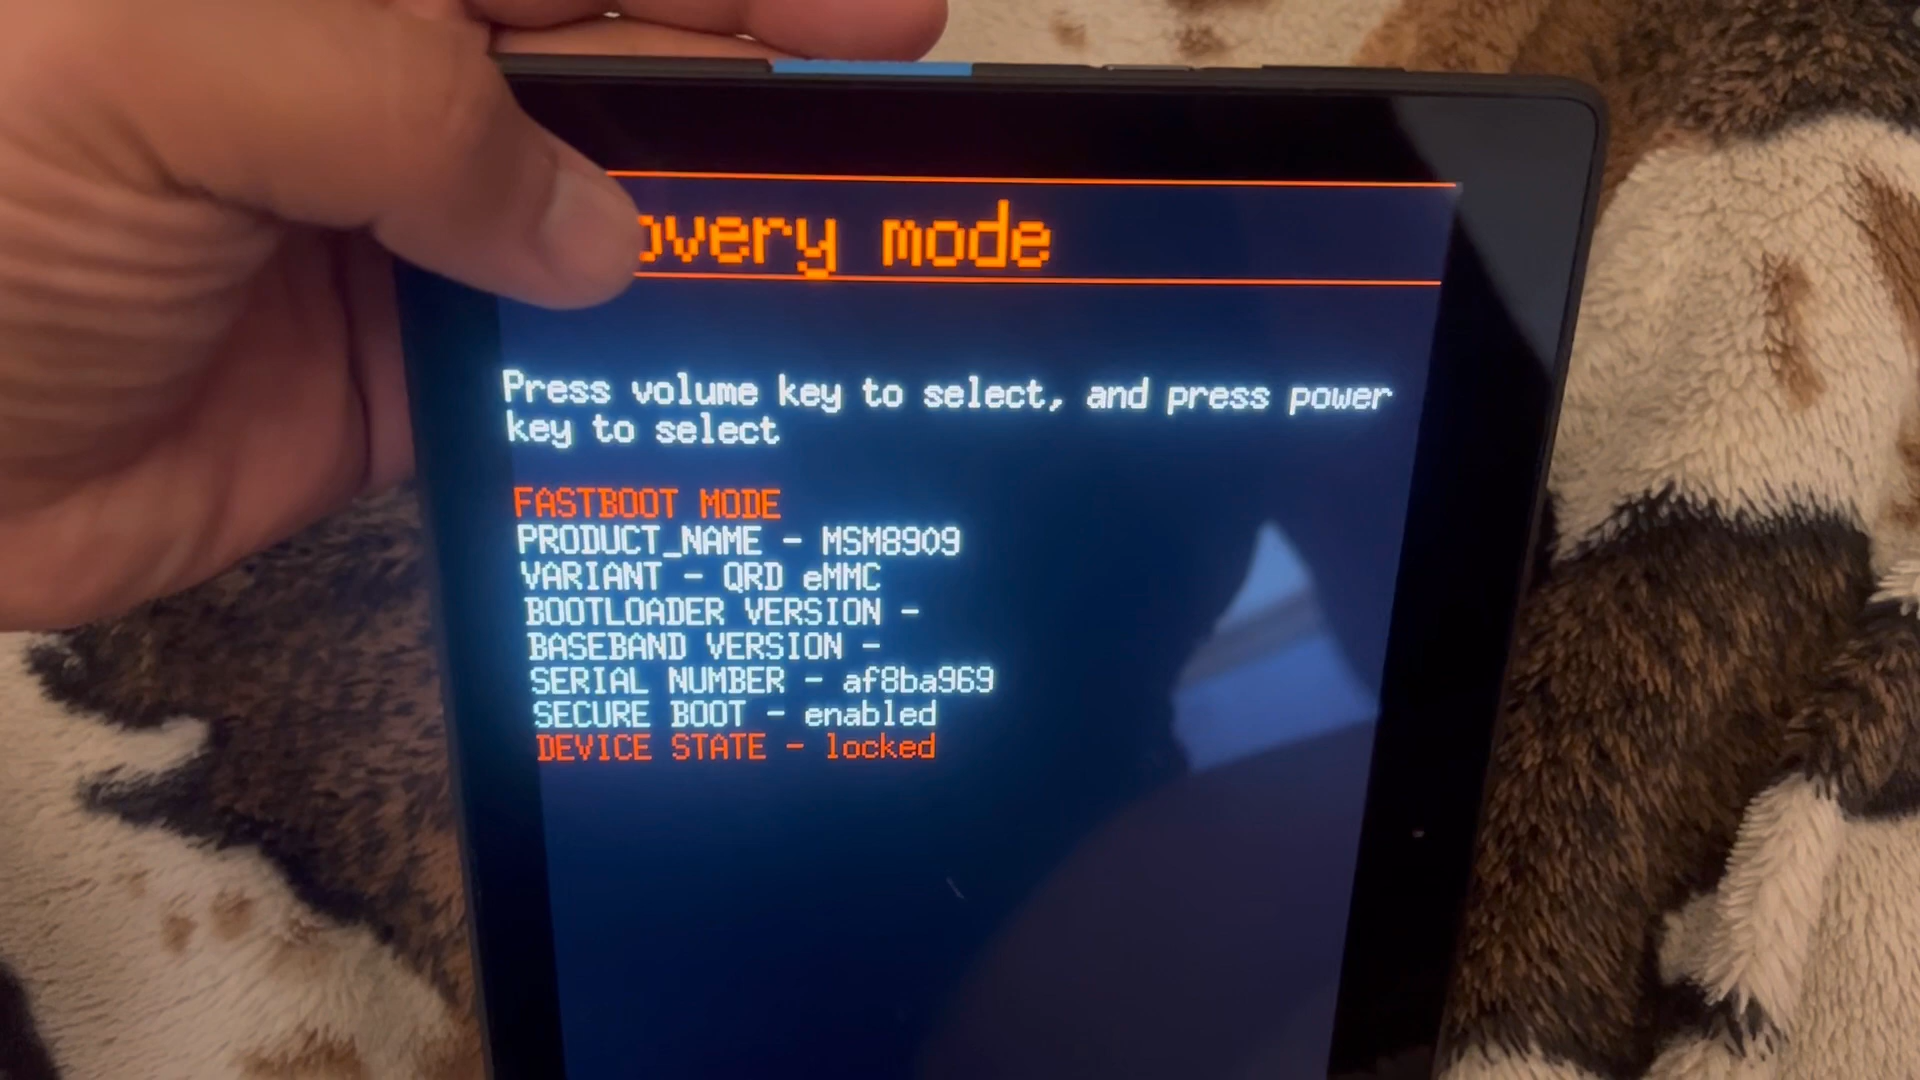 overy mode
Press volume key to select, and press power
key to select
FASTBOOT MODE
PRODUCT_NAME - MSM8909
VARIANT - QRD eMMC
BOOTLOADER VERSION -
BASEBAND VERSION -
SERIAL NUMBER - af8ba969
SECURE BOOT - enabled
DEVICE STATE - locked